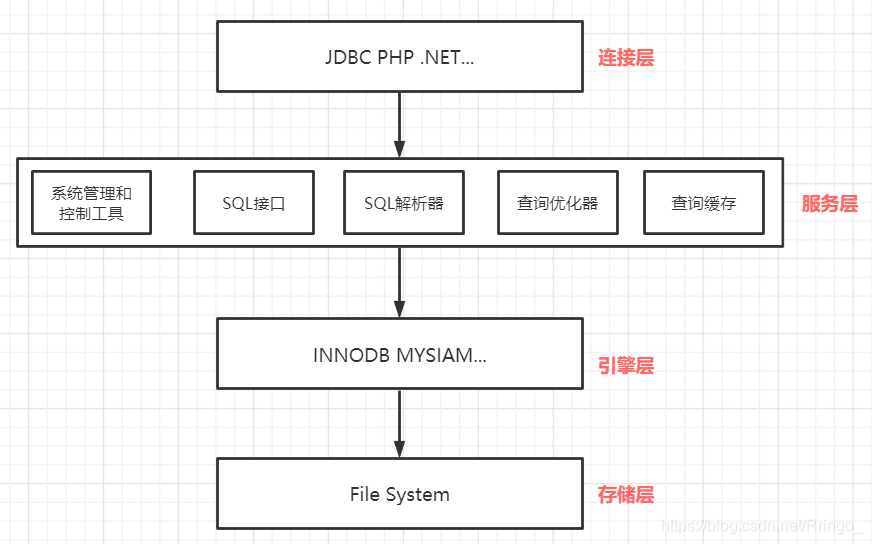 JDBC PHP .NET...
连接层
系统管理和
控制工具
SQL接口
SQL解析器
查询优化器
查询缓存
服务层
INNODB MYSIAM...
引擎层
File System
存储层
https://blog.csdn.net/Rringo_